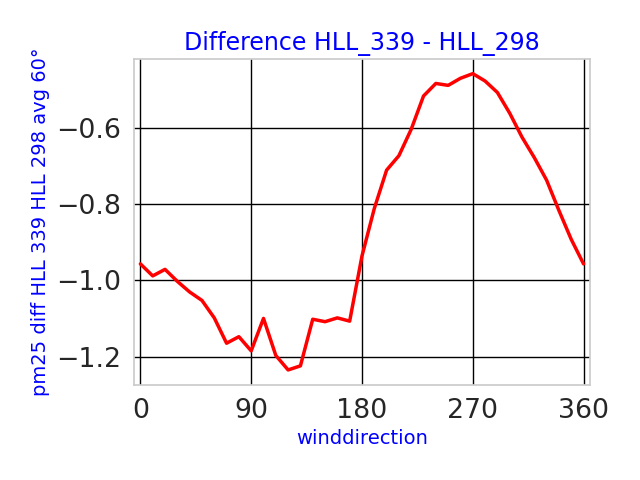 Difference HLL_339 - HLL_298
pm25 diff HLL 339 HLL 298 avg 60°
−0.6
−0.8
−1.0
−1.2
0 90 180 270 360
winddirection